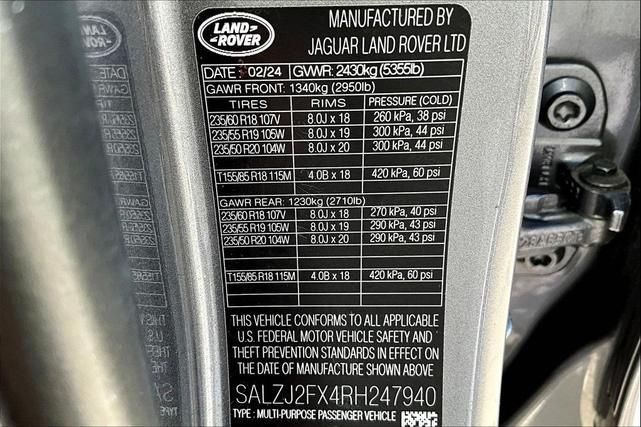 LAND-
ROVER
MANUFACTURED BY
JAGUAR LAND ROVER LTD
DATE: 02/24 GVWR: 2430kg (5355lb)
GAWR FRONT: 1340kg (2950lb)
TIRES RIMS PRESSURE (COLD)
235/60 R18 107V 8.0J x 18 260 kPa, 38 psi
235/55 R19 105W 8.0J x 19 300 kPa, 44 psi
235/50 R20 104W 8.0J x 20 300 kPa, 44 psi
T155/85 R18 115M 4.0B x 18 420 kPa, 60 psi
GAWR REAR: 1230kg (2710lb)
235/60 R18 107V 8.0J x 18 270 kPa, 40 psi
235/55 R19 105W 8.0J x 19 290 kPa, 43 psi
235/50 R20 104W 8.0J x 20 290 kPa, 43 psi
T155/85 R18 115M 4.0B x 18 420 kPa, 60 psi
THIS VEHICLE CONFORMS TO ALL APPLICABLE
U.S. FEDERAL MOTOR VEHICLE SAFETY AND
THEFT PREVENTION STANDARDS IN EFFECT ON
THE DATE OF MANUFACTURE SHOWN ABOVE
SALZJ2FX4RH247940
TYPE : MULTI-PURPOSE PASSENGER VEHICLE